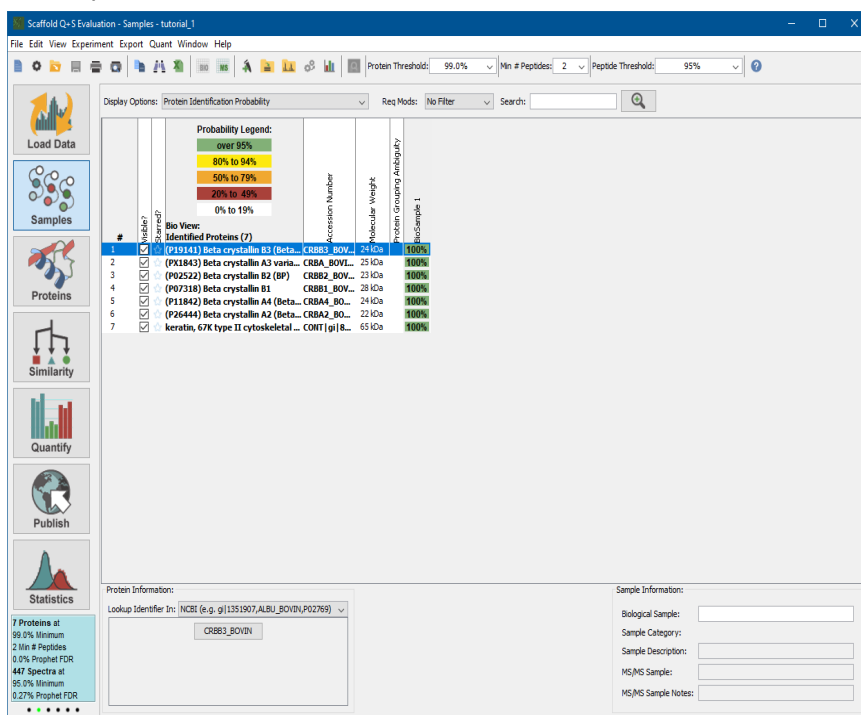 Scaffold Q+S Evaluation - Samples - tutorial_1
File Edit View Experiment Export Quant Window Help
Protein Threshold: 99.0% Min # Peptides: 2 Peptide Threshold: 95%
Display Options: Protein Identification Probability Req Mods: No Filter Search:
Load Data
Samples
Proteins
Similarity
Quantify
Publish
Statistics
Probability Legend:
over 95%
80% to 94%
50% to 79%
20% to 49%
0% to 19%
Bio View:
Identified Proteins (7)
#
Visible?
Starred?
Accession Number
Molecular Weight
Protein Grouping Ambiguity
BioSample 1
1 (P19141) Beta crystallin B3 (Beta... CRBB3_BOV... 24 kDa 100%
2 (PX1843) Beta crystallin A3 varia... CRBA_BOVI... 25 kDa 100%
3 (P02522) Beta crystallin B2 (BP) CRBB2_BOV... 23 kDa 100%
4 (P07318) Beta crystallin B1 CRBB1_BOV... 28 kDa 100%
5 (P11842) Beta crystallin A4 (Beta... CRBA4_BO... 24 kDa 100%
6 (P26444) Beta crystallin A2 (Beta... CRBA2_BO... 22 kDa 100%
7 keratin, 67K type II cytoskeletal ... CONT|gi|8... 65 kDa 100%
7 Proteins at
99.0% Minimum
2 Min # Peptides
0.0% Prophet FDR
447 Spectra at
95.0% Minimum
0.27% Prophet FDR
Protein Information:
Lookup Identifier In: NCBI (e.g. gi|1351907,ALBU_BOVIN,P02769)
CRBB3_BOVIN
Sample Information:
Biological Sample:
Sample Category:
Sample Description:
MS/MS Sample:
MS/MS Sample Notes: